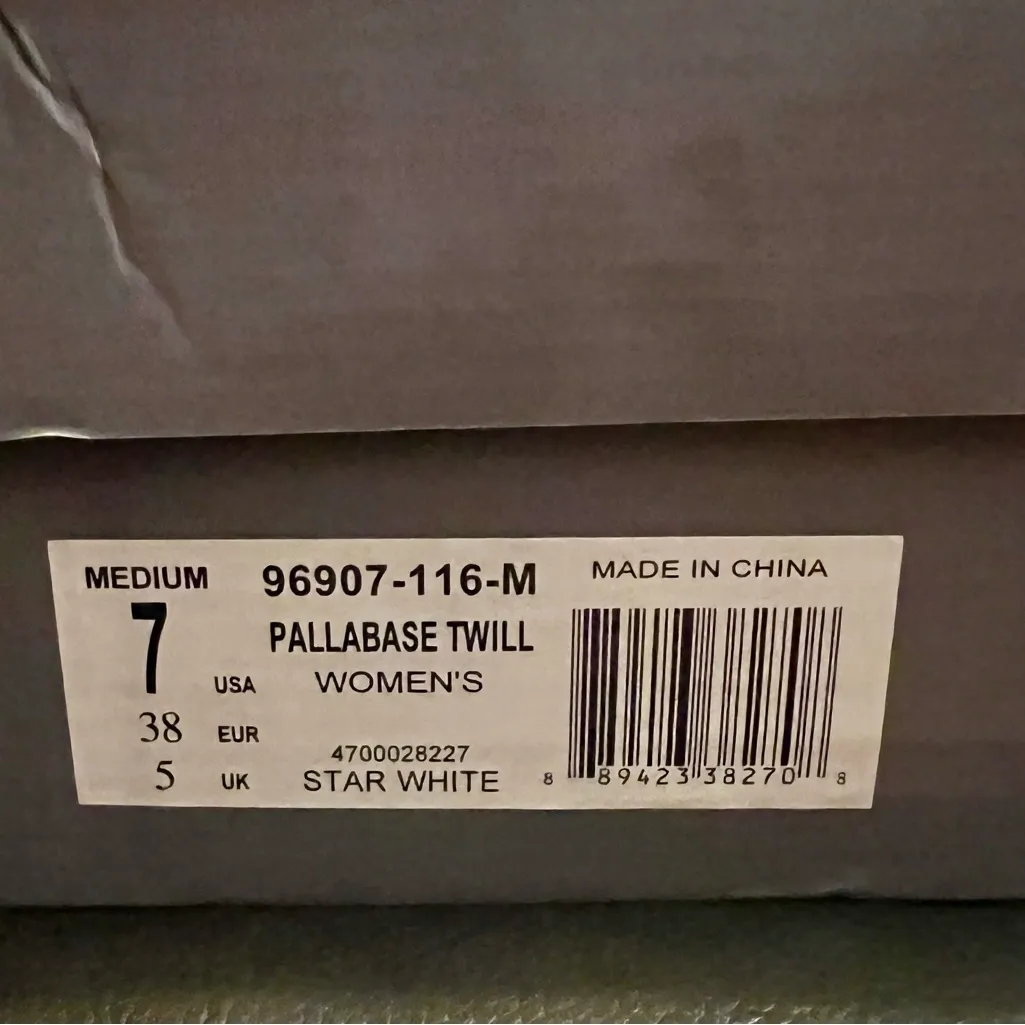 MEDIUM
7 USA
38 EUR
5 UK
96907-116-M
PALLABASE TWILL
WOMEN'S
4700028227
STAR WHITE
MADE IN CHINA
8 89423 38270 8